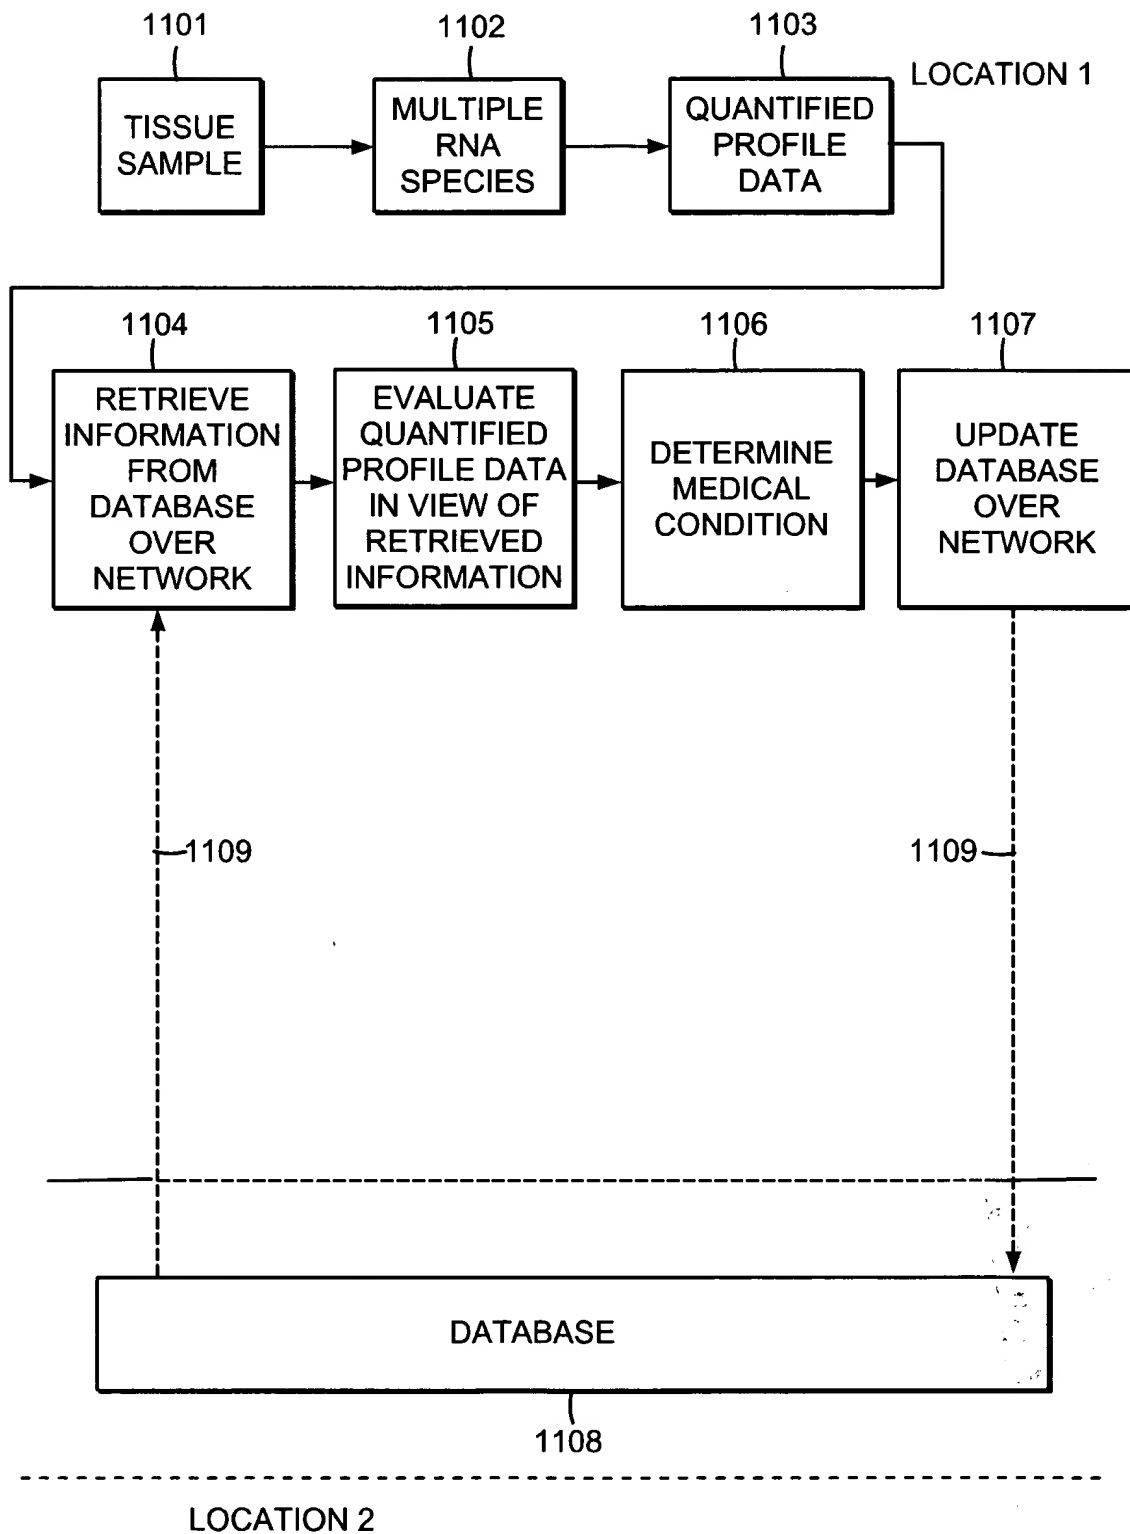 1101
1102
1103
LOCATION 1
TISSUE
SAMPLE
MULTIPLE
RNA
SPECIES
QUANTIFIED
PROFILE
DATA
1104
1105
1106
1107
RETRIEVE
INFORMATION
FROM
DATABASE
OVER
NETWORK
EVALUATE
QUANTIFIED
PROFILE DATA
IN VIEW OF
RETRIEVED
INFORMATION
DETERMINE
MEDICAL
CONDITION
UPDATE
DATABASE
OVER
NETWORK
1109
1109
DATABASE
1108
LOCATION 2